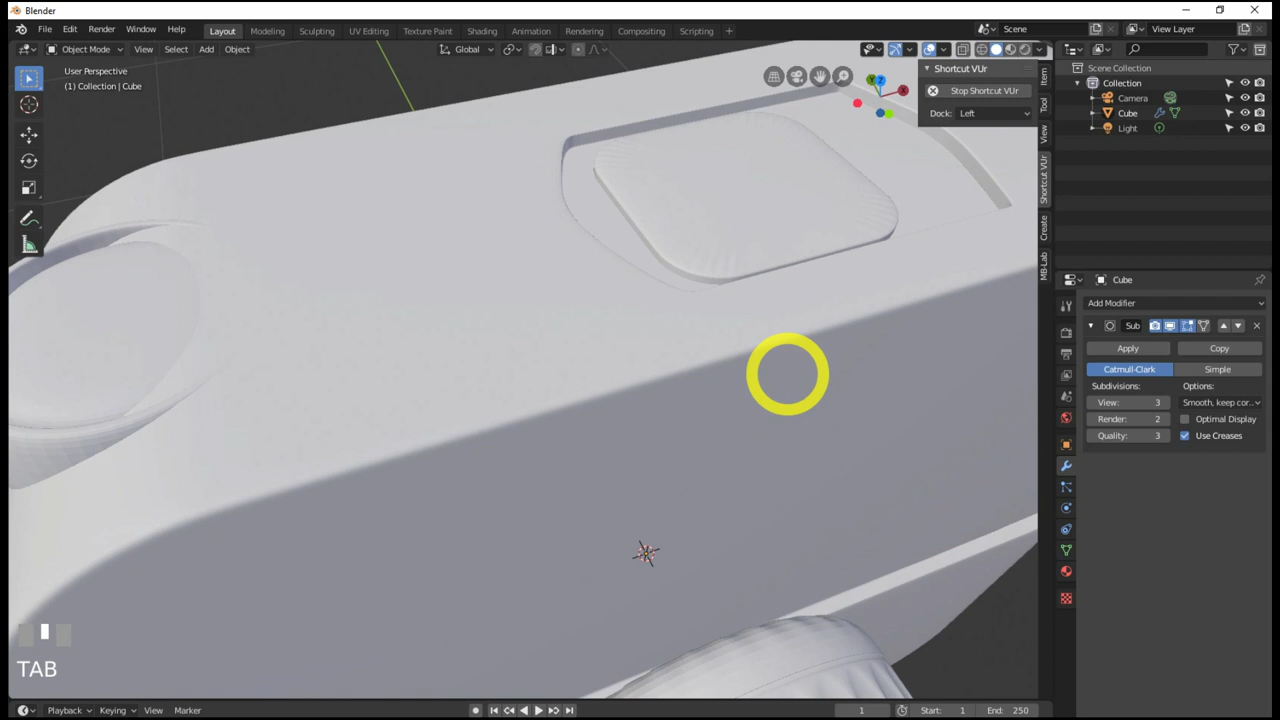 Blender
File Edit Render Window Help
Layout Modeling Sculpting UV Editing Texture Paint Shading Animation Rendering Compositing Scripting +
Scene
View Layer
Object Mode View Select Add Object
Global
User Perspective
(1) Collection | Cube
Shortcut VUr
Stop Shortcut VUr
Dock: Left
Item
Tool
View
Shortcut VUr
Create
MB-Lab
Y
Z
X
Scene Collection
Collection
Camera
Cube
Light
Cube
Add Modifier
Sub
Apply Copy
Catmull-Clark Simple
Subdivisions: Options:
View: 3 Smooth, keep cor..
Render: 2 Optimal Display
Quality: 3 Use Creases
TAB
Playback Keying View Marker
1 Start: 1 End: 250